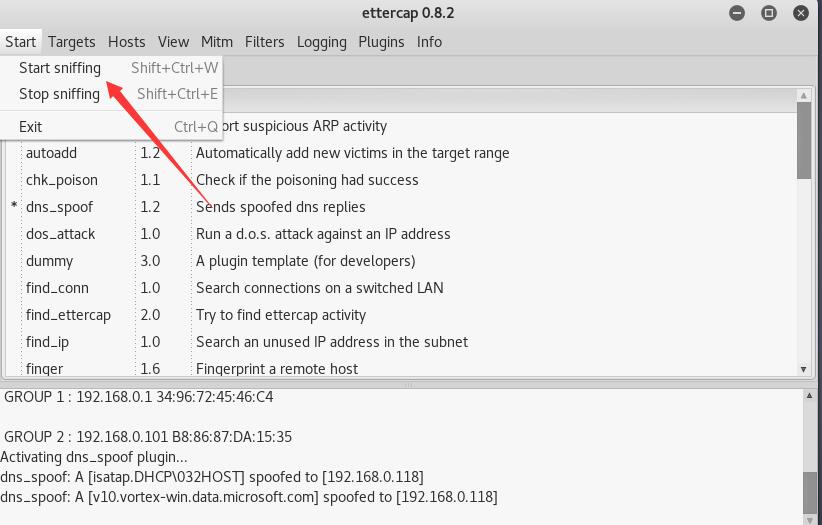 ettercap 0.8.2
Start Targets Hosts View Mitm Filters Logging Plugins Info
Start sniffing Shift+Ctrl+W
Stop sniffing Shift+Ctrl+E
Exit Ctrl+Q
suspicious ARP activity
autoadd 1.2 Automatically add new victims in the target range
chk_poison 1.1 Check if the poisoning had success
* dns_spoof 1.2 Sends spoofed dns replies
dos_attack 1.0 Run a d.o.s. attack against an IP address
dummy 3.0 A plugin template (for developers)
find_conn 1.0 Search connections on a switched LAN
find_ettercap 2.0 Try to find ettercap activity
find_ip 1.0 Search an unused IP address in the subnet
finger 1.6 Fingerprint a remote host
GROUP 1 : 192.168.0.1 34:96:72:45:46:C4
GROUP 2 : 192.168.0.101 B8:86:87:DA:15:35
Activating dns_spoof plugin...
dns_spoof: A [isatap.DHCP\032HOST] spoofed to [192.168.0.118]
dns_spoof: A [v10.vortex-win.data.microsoft.com] spoofed to [192.168.0.118]